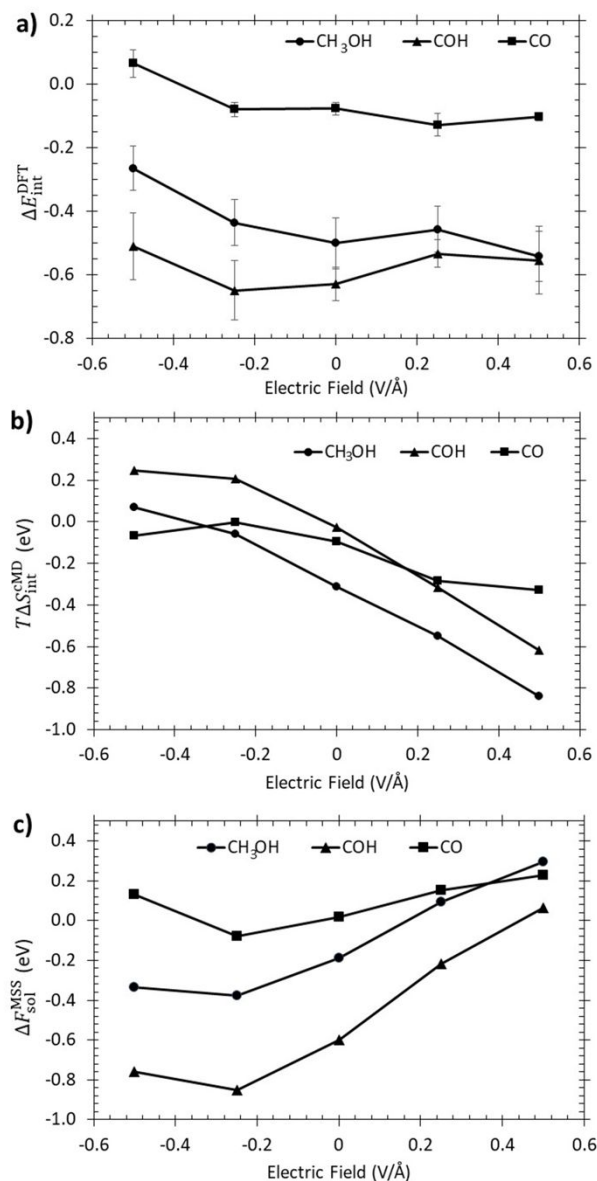 a)
CH₃OH COH CO
ΔE_int^DFT
0.2
0.0
-0.2
-0.4
-0.6
-0.8
-0.6 -0.4 -0.2 0 0.2 0.4 0.6
Electric Field (V/Å)
b)
CH₃OH COH CO
TΔS_int^cMD (eV)
0.4
0.2
0.0
-0.2
-0.4
-0.6
-0.8
-1.0
-0.6 -0.4 -0.2 0 0.2 0.4 0.6
Electric Field (V/Å)
c)
CH₃OH COH CO
ΔF_sol^MSS (eV)
0.4
0.2
0.0
-0.2
-0.4
-0.6
-0.8
-1.0
-0.6 -0.4 -0.2 0 0.2 0.4 0.6
Electric Field (V/Å)